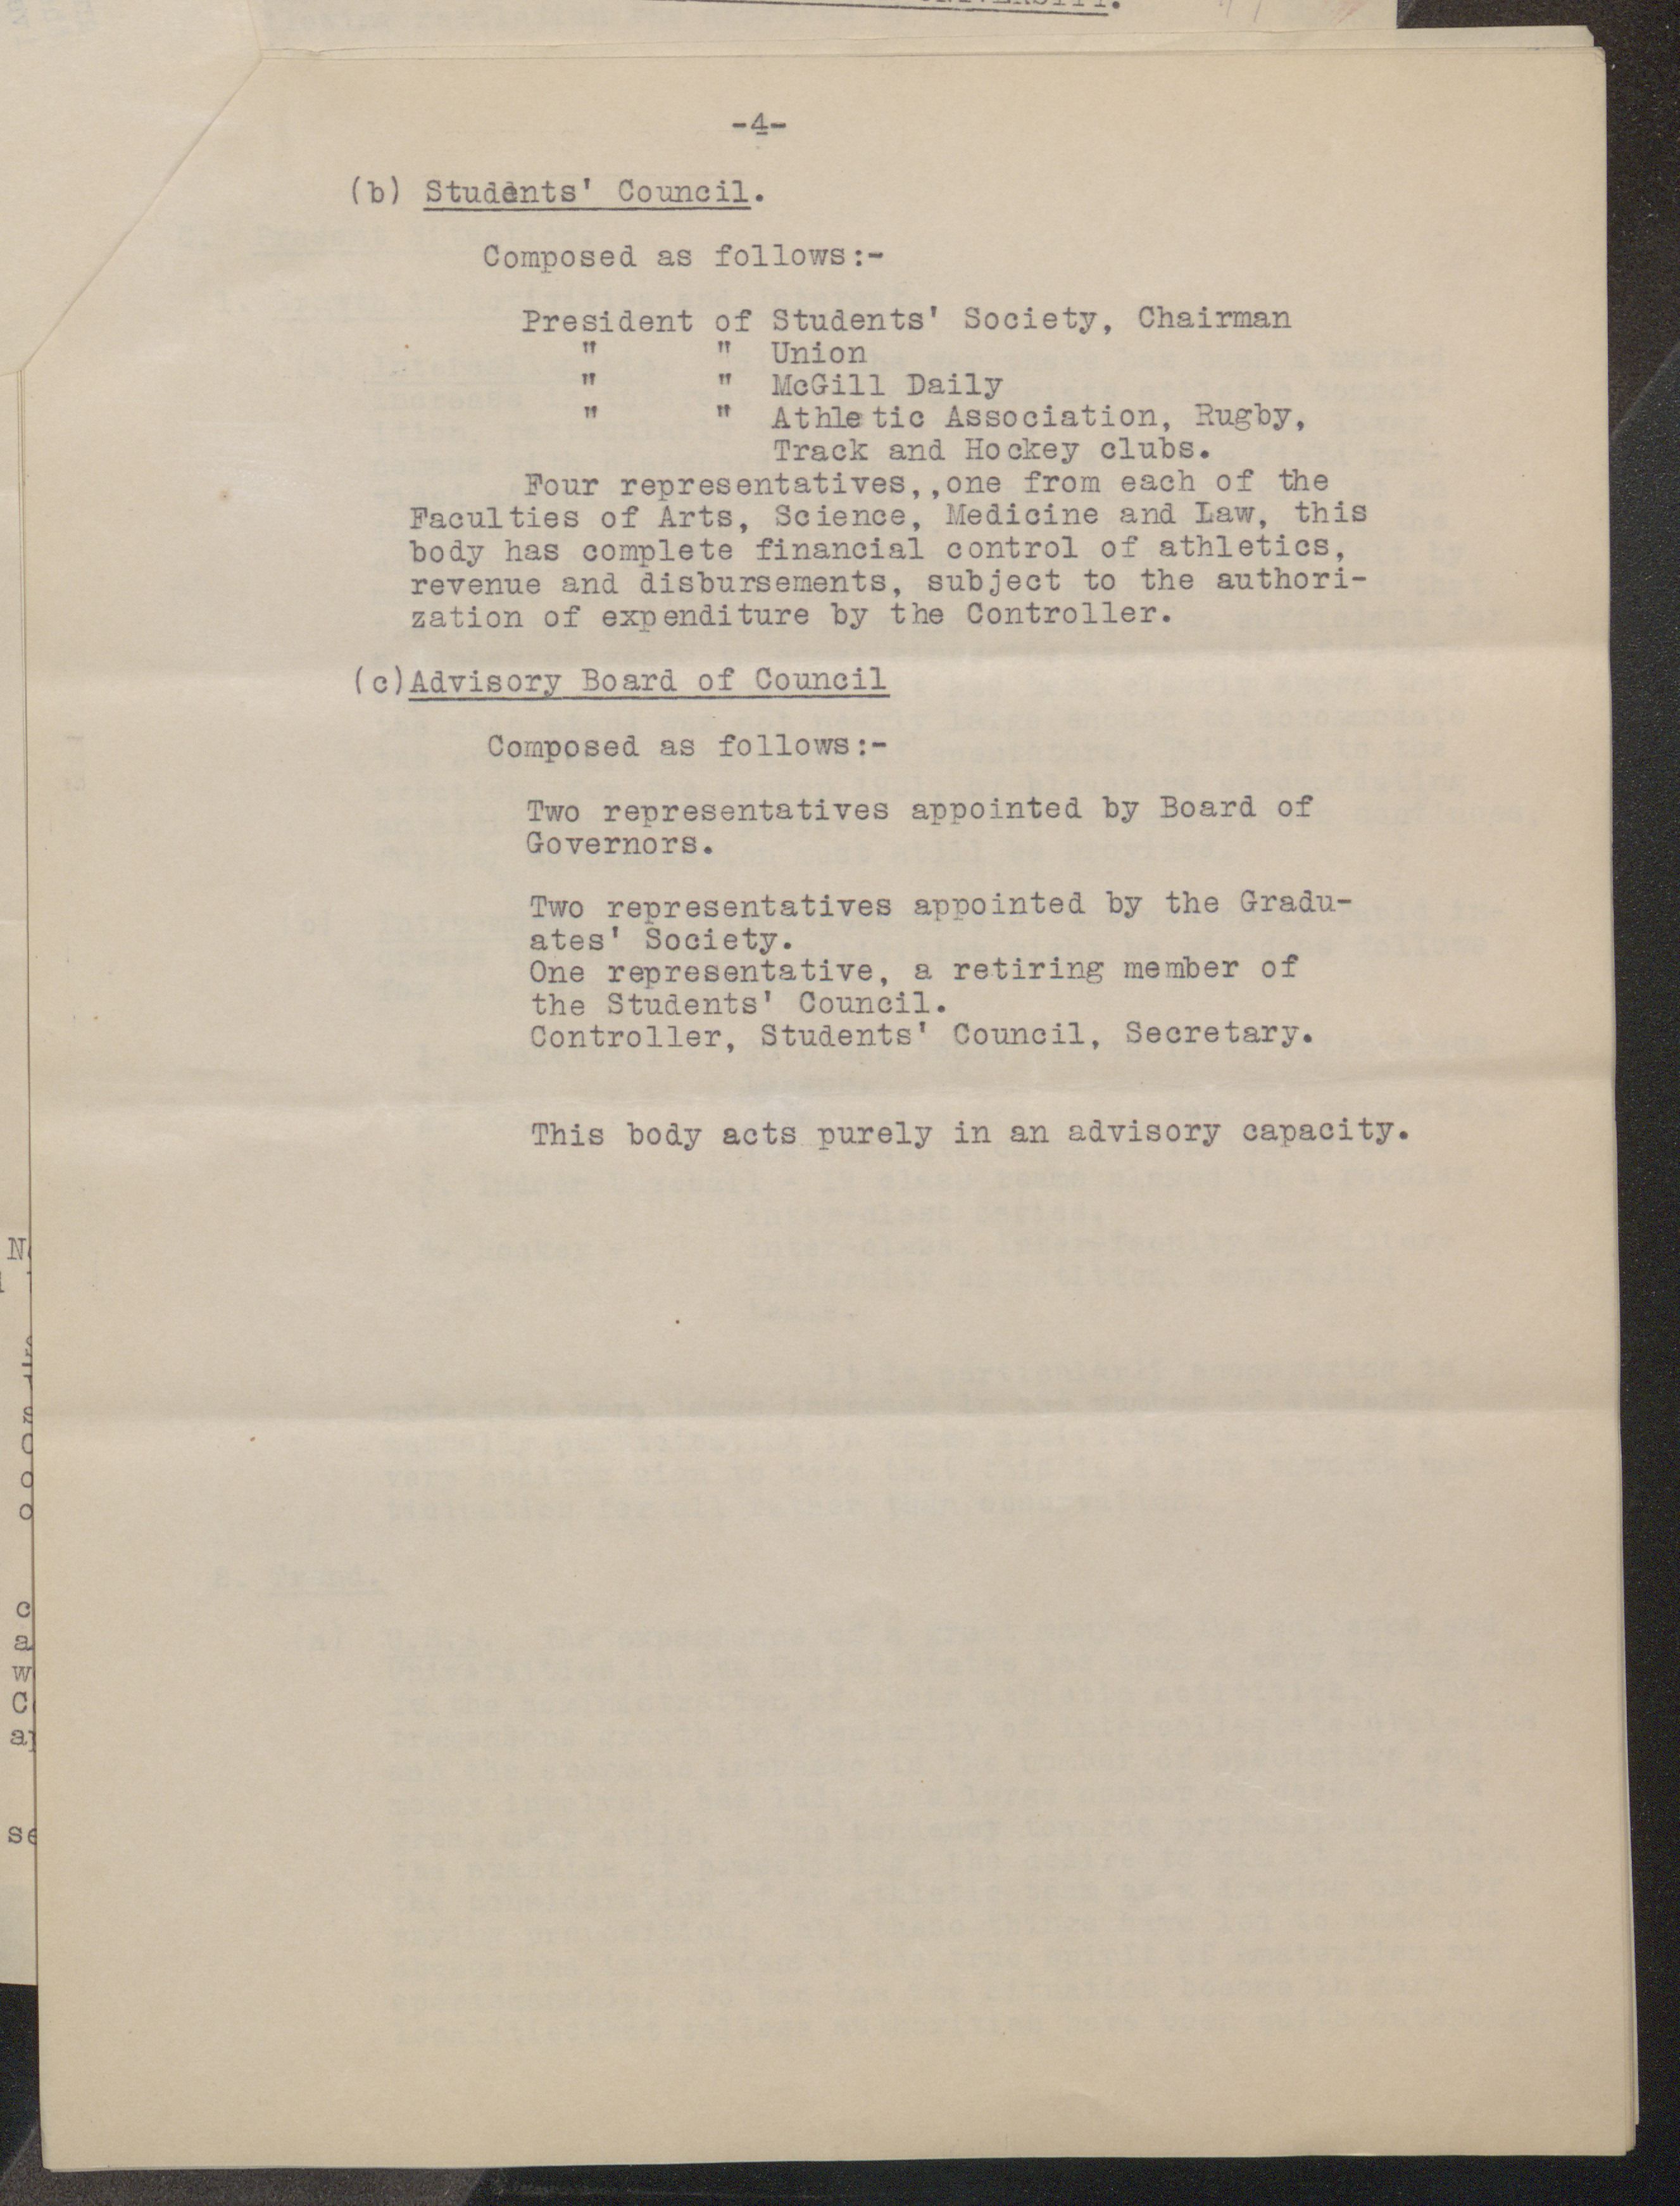 UNIVERSITY.
-4-
(b) Students' Council.
Composed as follows:-
President of Students' Society, Chairman
" " Union
" " McGill Daily
" " Athletic Association, Rugby,
Track and Hockey clubs.
Four representatives,,one from each of the
Faculties of Arts, Science, Medicine and Law, this
body has complete financial control of athletics,
revenue and disbursements, subject to the authori-
zation of expenditure by the Controller.
(c)Advisory Board of Council
Composed as follows:-
Two representatives appointed by Board of
Governors.
Two representatives appointed by the Gradu-
ates' Society.
One representative, a retiring member of
the Students' Council.
Controller, Students' Council, Secretary.
This body acts purely in an advisory capacity.